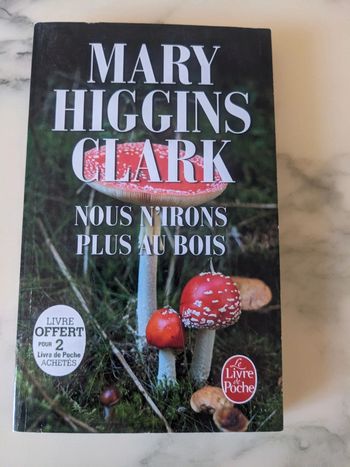 MARY
HIGGINS
CLARK
NOUS N'IRONS
PLUS AU BOIS
LIVRE
OFFERT
POUR 2
Livre de Poche
ACHETÉS
Le
Livre
de
Poche